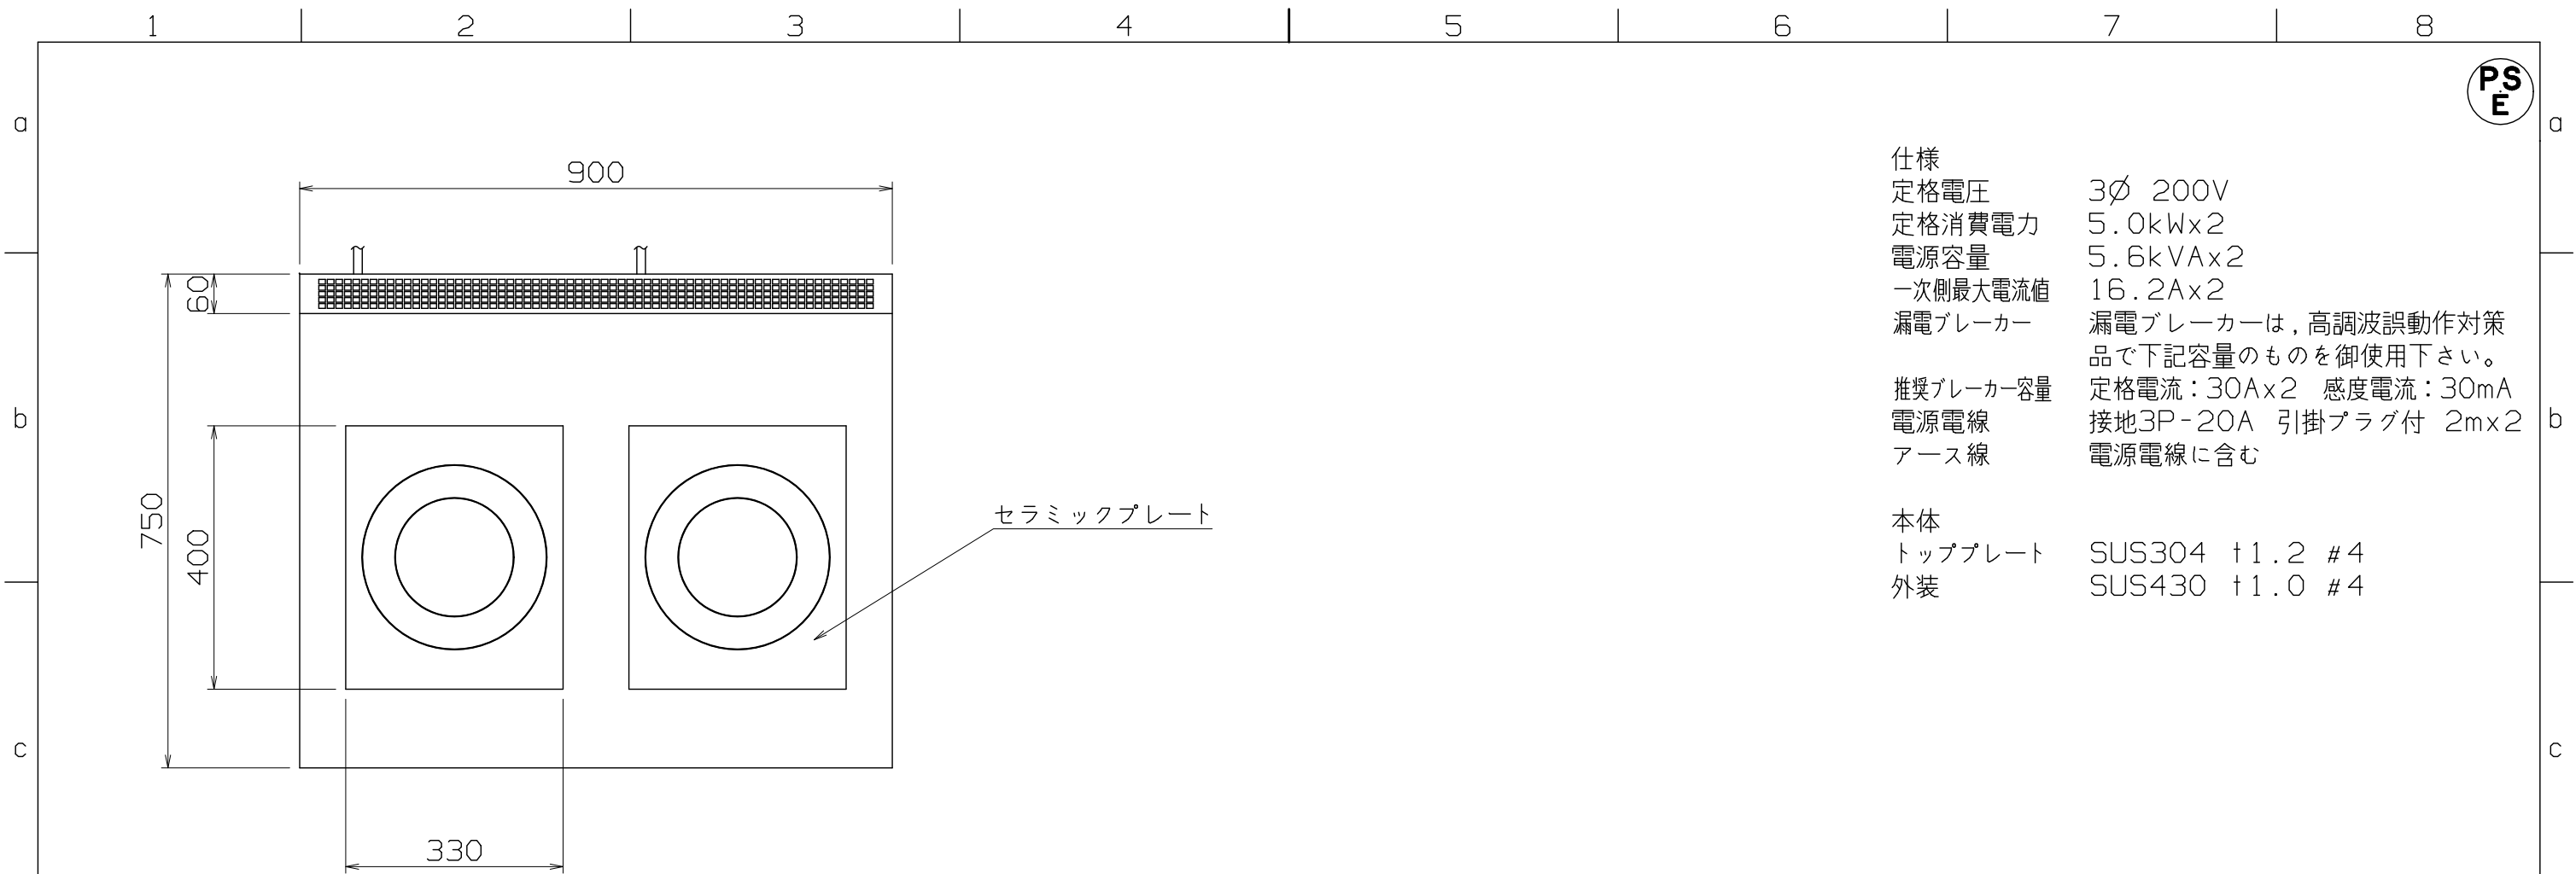 1 2 3 4 5 6 7 8
PS
E
a a
900
仕様
定格電圧 3∅ 200V
定格消費電力 5.0kWx2
電源容量 5.6kVAx2
一次側最大電流値 16.2Ax2
60
漏電ブレーカー 漏電ブレーカーは,高調波誤動作対策
品で下記容量のものを御使用下さい。
推奨ブレーカー容量 定格電流:30Ax2 感度電流:30mA
b b
電源電線 接地3P-20A 引掛プラグ付 2mx2
アース線 電源電線に含む
750
400
セラミックプレート
本体
トッププレート SUS304 t1.2 #4
外装 SUS430 t1.0 #4
c c
330